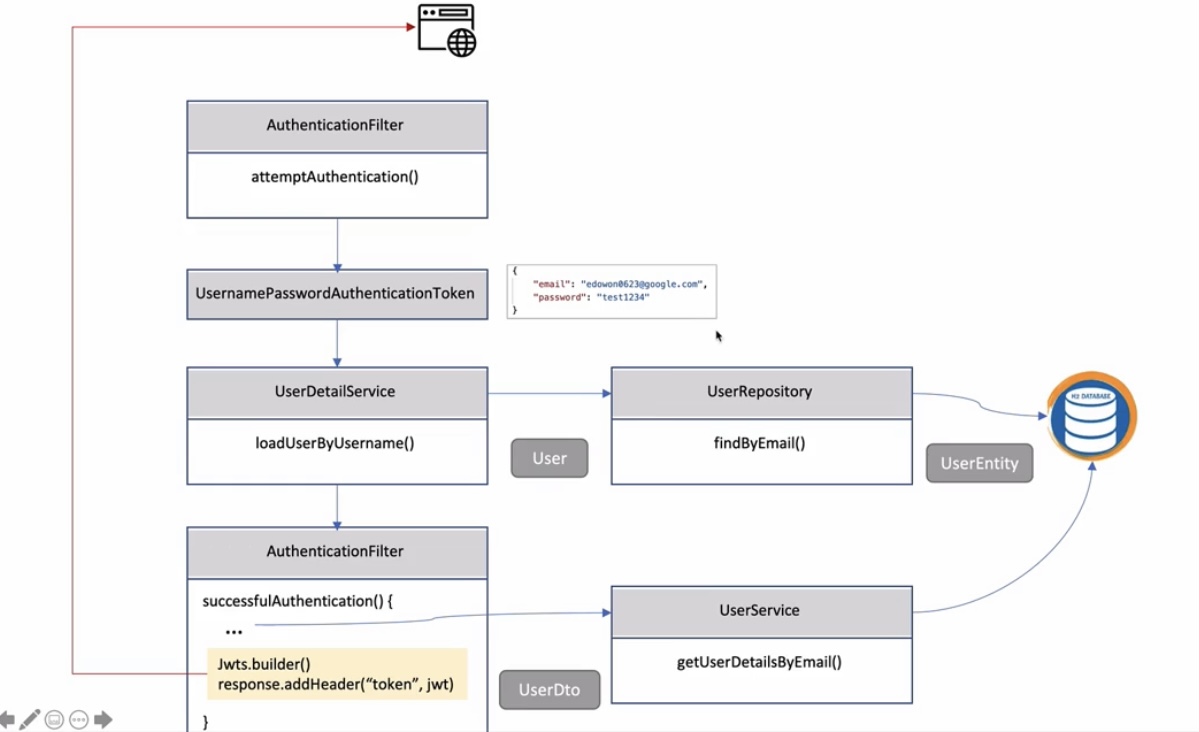 AuthenticationFilter
attemptAuthentication()
UsernamePasswordAuthenticationToken
{
"email": "edowon0623@google.com",
"password": "test1234"
}
UserDetailService
loadUserByUsername()
User
UserRepository
findByEmail()
UserEntity
H2 DATABASE
AuthenticationFilter
successfulAuthentication() {
...
Jwts.builder()
response.addHeader(“token”, jwt)
}
UserDto
UserService
getUserDetailsByEmail()